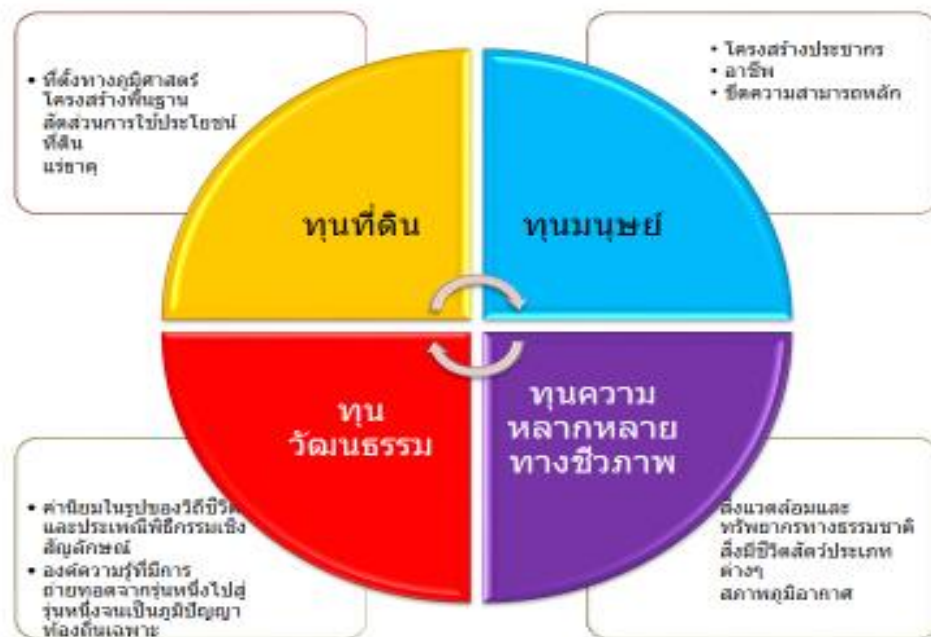 • ที่ตั้งทางภูมิศาสตร์
โครงสร้างพื้นฐาน
สัดส่วนการใช้ประโยชน์
ที่ดิน
แร่ธาตุ
• โครงสร้างประชากร
• อาชีพ
• ขีดความสามารถหลัก
ทุนที่ดิน
ทุนมนุษย์
ทุน
วัฒนธรรม
ทุนความ
หลากหลาย
ทางชีวภาพ
• ค่านิยมในรูปของวิถีชีวิต
และประเพณีพิธีกรรมเชิง
สัญลักษณ์
• องค์ความรู้ที่มีการ
ถ่ายทอดจากรุ่นหนึ่งไปสู่
รุ่นหนึ่งจนเป็นภูมิปัญญา
ท้องถิ่นเฉพาะ
สิ่งแวดล้อมและ
ทรัพยากรทางธรรมชาติ
สิ่งมีชีวิตสัตว์ประเภท
ต่างๆ
สภาพภูมิอากาศ